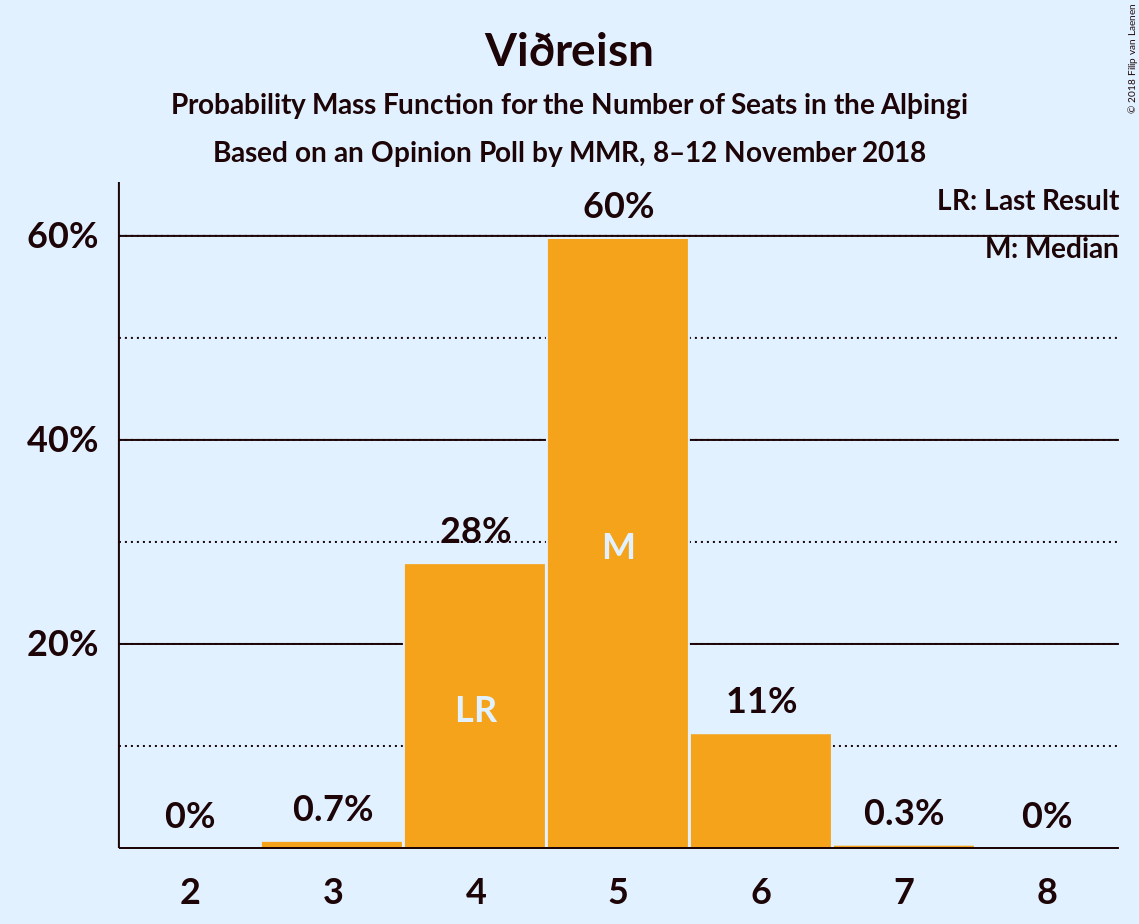 Viðreisn
Probability Mass Function for the Number of Seats in the Alþingi
Based on an Opinion Poll by MMR, 8–12 November 2018
© 2018 Filip van Laenen
LR: Last Result
M: Median
60%
60%
40%
28%
M
20%
LR
11%
0%
0.7%
0.3%
0%
2
3
4
5
6
7
8